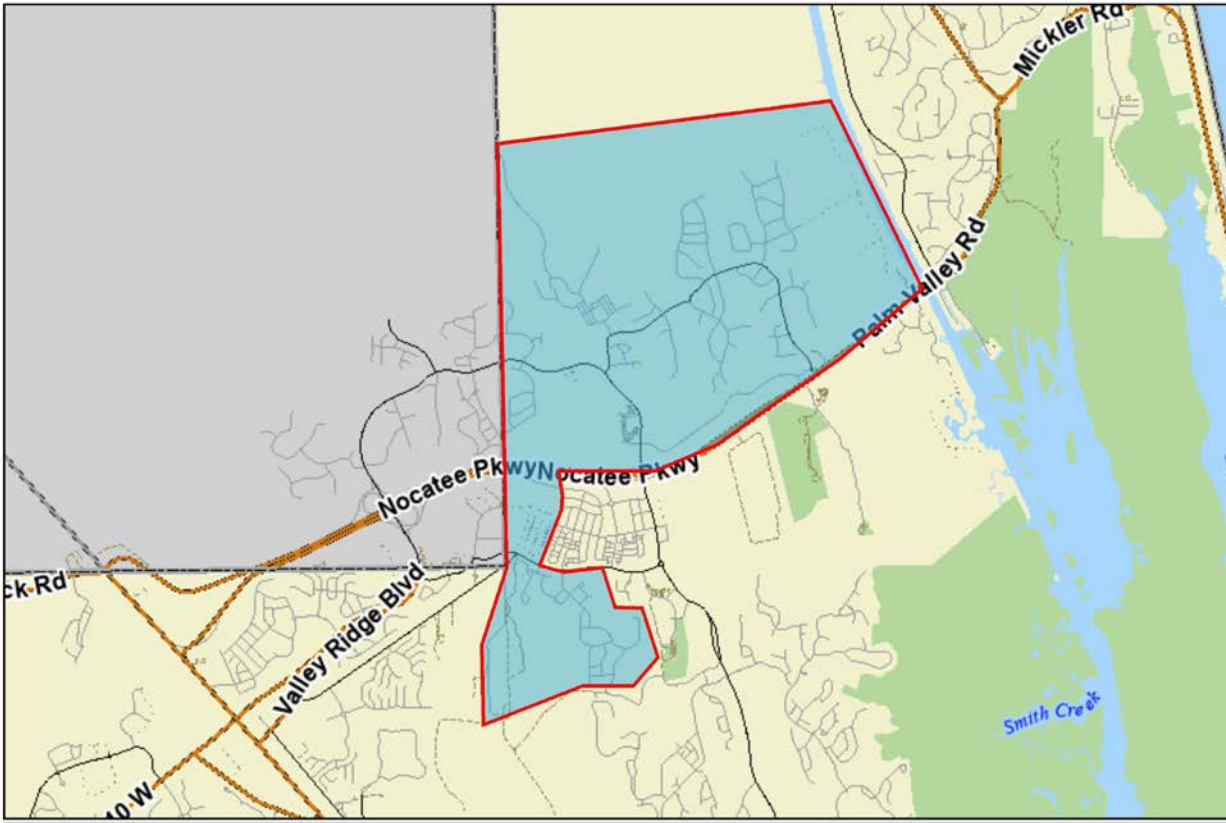 Mickler Rd
Palm Valley Rd
Nocatee Pkwy
Nocatee Pkwy
ck Rd
Valley Ridge Blvd
Smith Creek
10 W